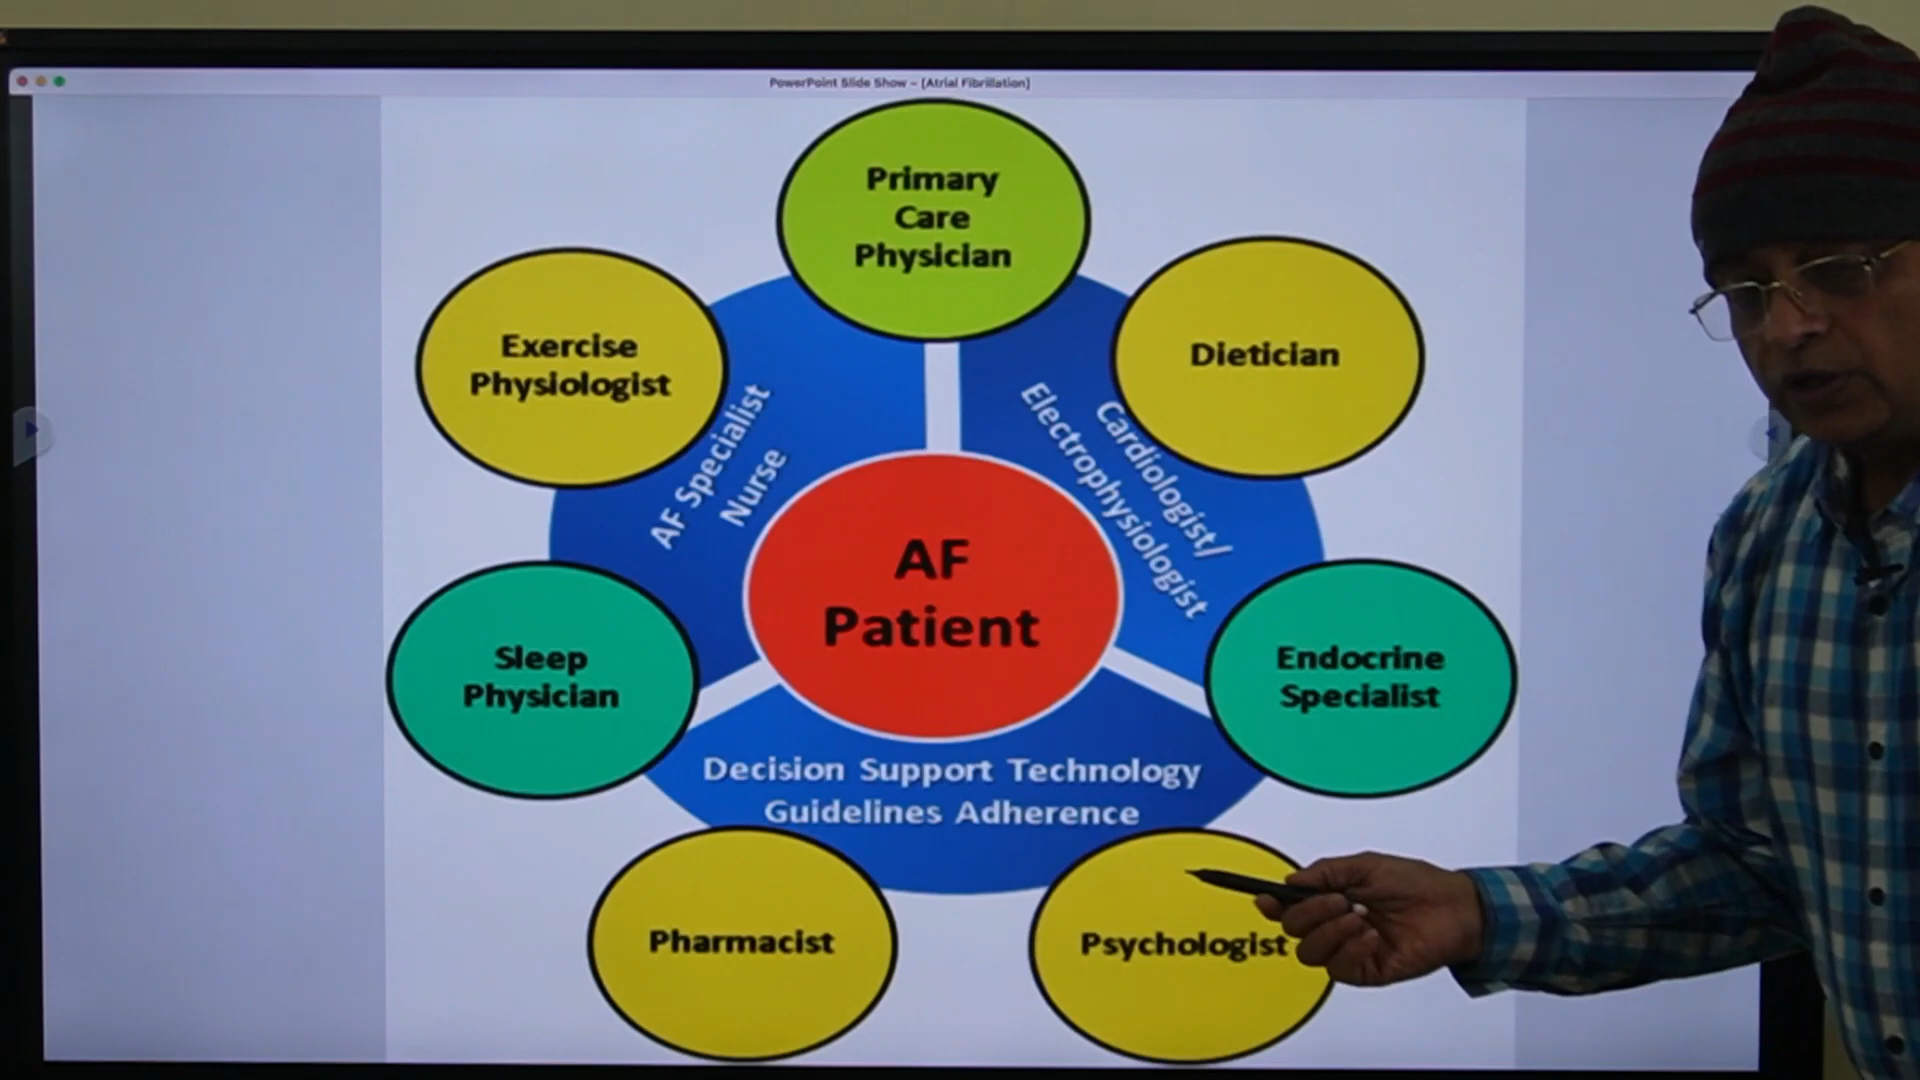 PowerPoint Slide Show – [Atrial Fibrillation]
Primary
Care
Physician
Exercise
Physiologist
Dietician
AF Specialist
Nurse
Cardiologist/
Electrophysiologist
AF
Patient
Sleep
Physician
Endocrine
Specialist
Decision Support Technology
Guidelines Adherence
Pharmacist
Psychologist